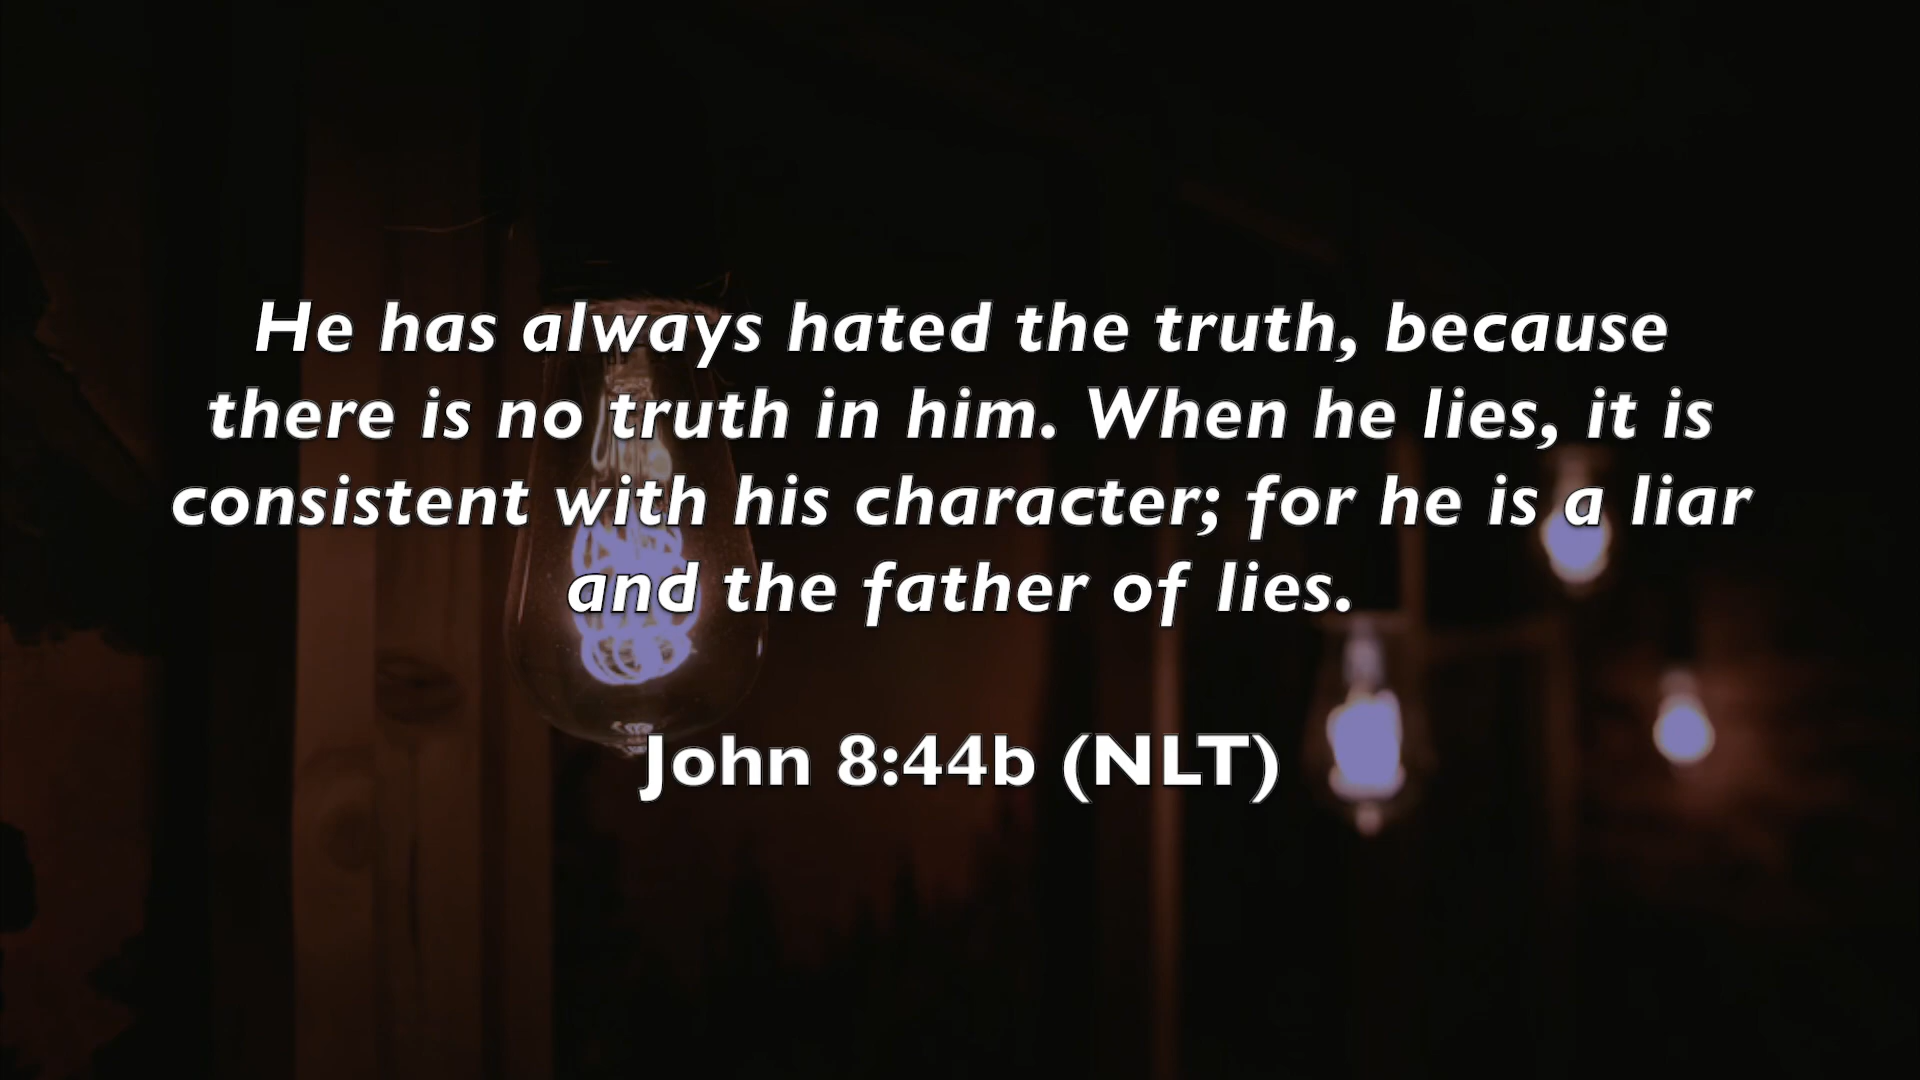 He has always hated the truth, because
there is no truth in him. When he lies, it is
consistent with his character; for he is a liar
and the father of lies.
John 8:44b (NLT)